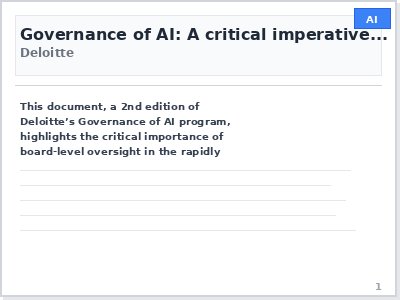 AI
Governance of AI: A critical imperative...
Deloitte
This document, a 2nd edition of
Deloitte’s Governance of AI program,
highlights the critical importance of
board-level oversight in the rapidly
1